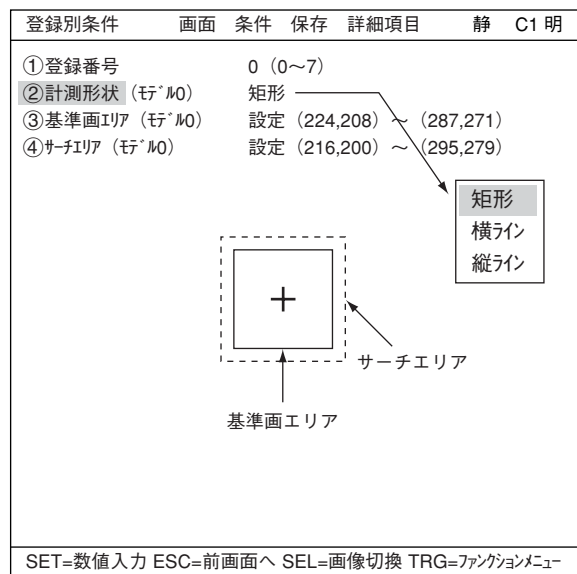 登録別条件 画面 条件 保存 詳細項目 静 C1 明
①登録番号 0（0～7）
②計測形状（ﾓﾃﾞﾙ0） 矩形
③基準画ｴﾘｱ（ﾓﾃﾞﾙ0） 設定（224,208）～（287,271）
④ｻｰﾁｴﾘｱ（ﾓﾃﾞﾙ0） 設定（216,200）～（295,279）
矩形
横ﾗｲﾝ
縦ﾗｲﾝ
サーチエリア
基準画エリア
SET=数値入力 ESC=前画面へ SEL=画像切換 TRG=ﾌｧﾝｸｼｮﾝﾒﾆｭｰ